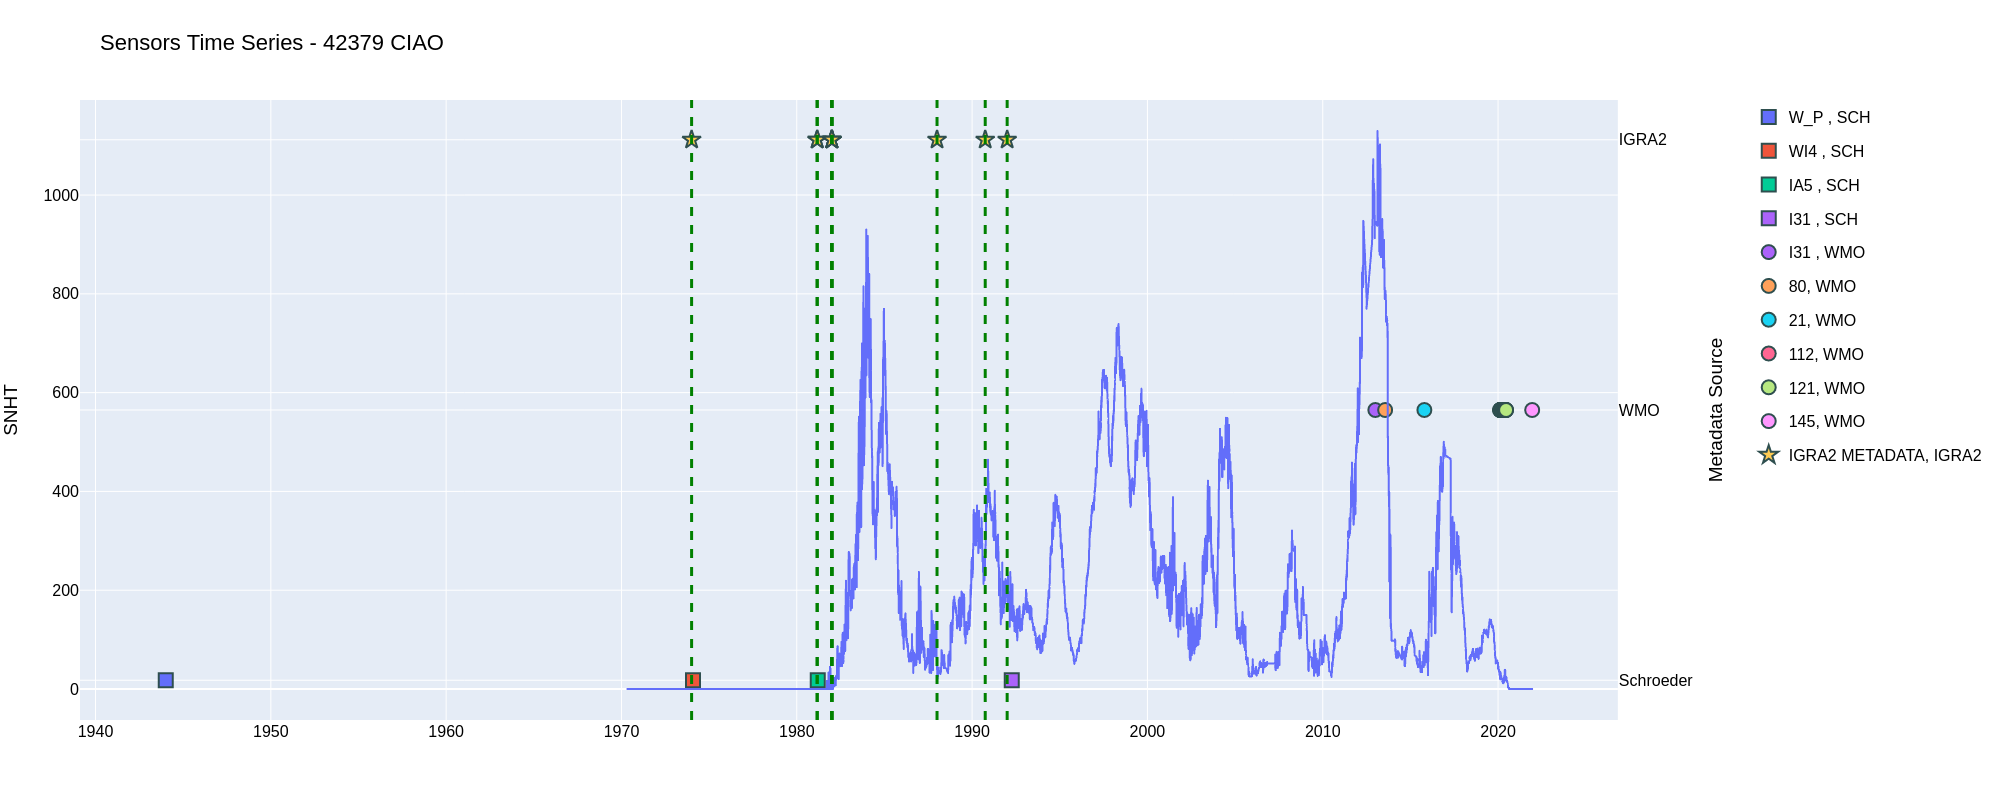 Sensors Time Series - 42379 CIAO
SNHT
1000
800
600
400
200
0
1940
1950
1960
1970
1980
1990
2000
2010
2020
IGRA2
WMO
Schroeder
Metadata Source
W_P , SCH
WI4 , SCH
IA5 , SCH
I31 , SCH
I31 , WMO
80, WMO
21, WMO
112, WMO
121, WMO
145, WMO
IGRA2 METADATA, IGRA2